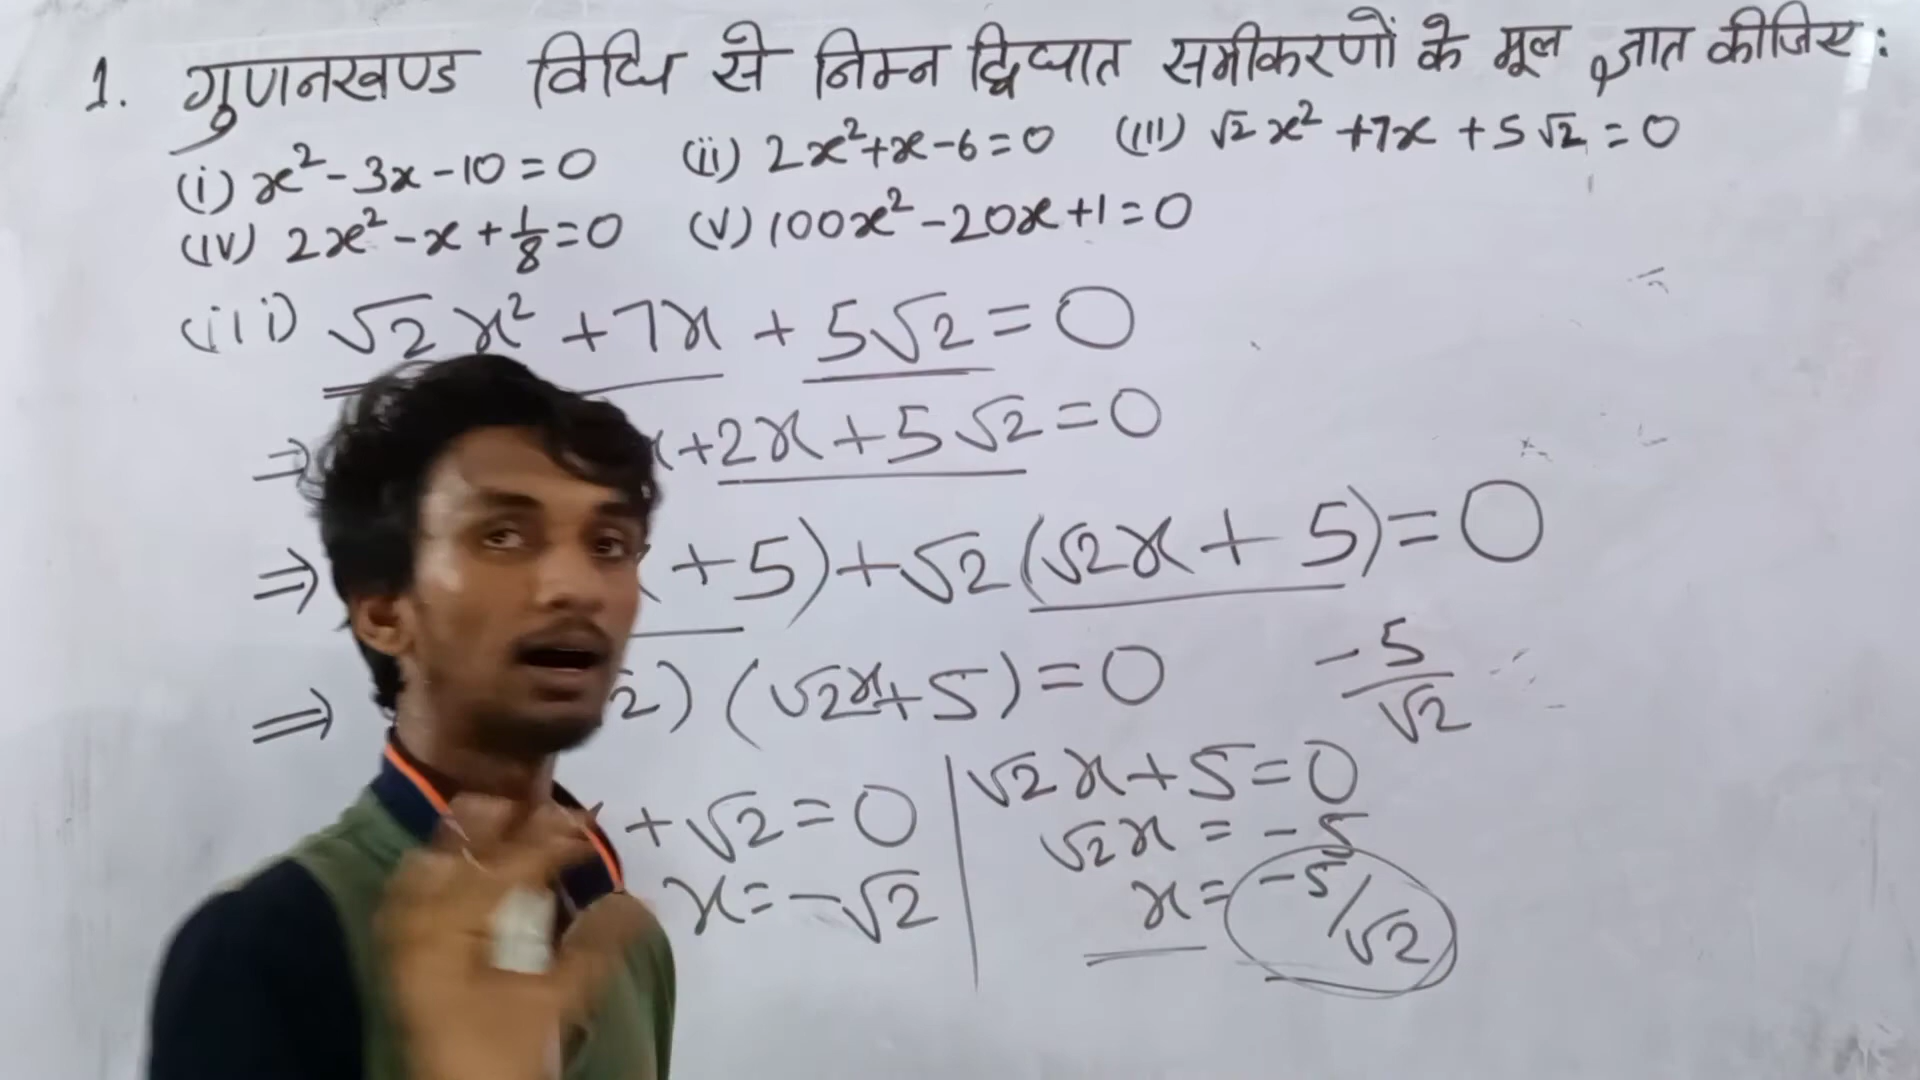 1. गुणनखण्ड विधि से निम्न द्विघात समीकरणों के मूल ज्ञात कीजिए:
(i) x² - 3x - 10 = 0 (ii) 2x² + x - 6 = 0 (iii) √2 x² + 7x + 5√2 = 0
(iv) 2x² - x + 1/8 = 0 (v) 100x² - 20x + 1 = 0
(iii) √2 x² + 7x + 5√2 = 0
⇒ + 2x + 5√2 = 0
⇒ + 5) + √2 (√2x + 5) = 0
⇒ 2) (√2x + 5) = 0
-5/√2
+ √2 = 0
x = -√2
√2x + 5 = 0
√2x = -5
x = -5/√2